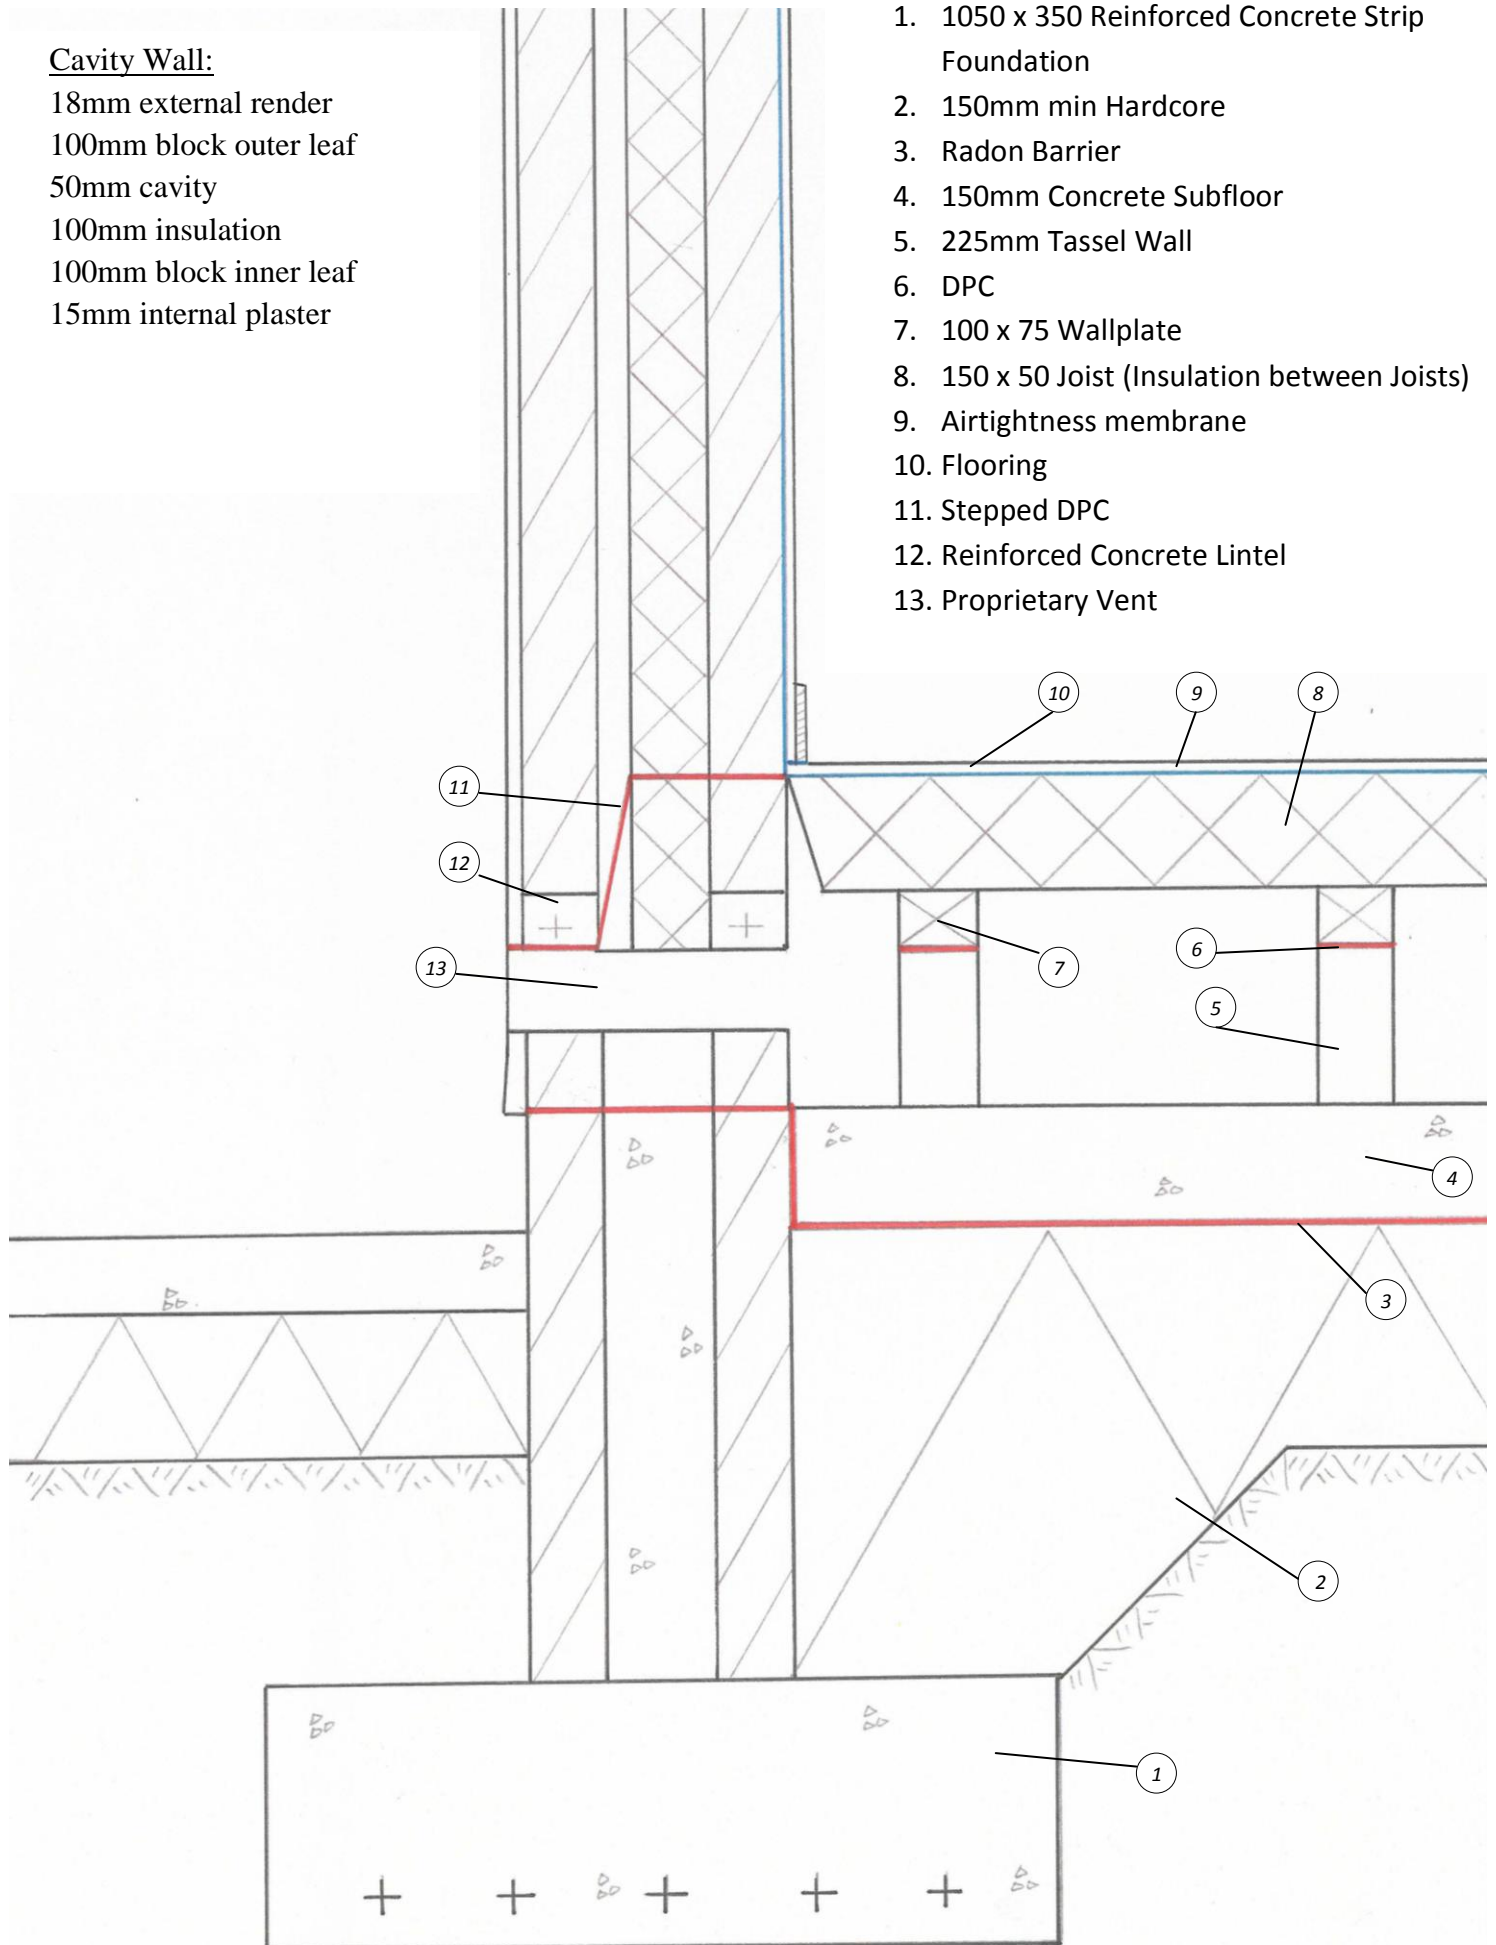 Cavity Wall:
18mm external render
100mm block outer leaf
50mm cavity
100mm insulation
100mm block inner leaf
15mm internal plaster
1. 1050 x 350 Reinforced Concrete Strip
Foundation
2. 150mm min Hardcore
3. Radon Barrier
4. 150mm Concrete Subfloor
5. 225mm Tassel Wall
6. DPC
7. 100 x 75 Wallplate
8. 150 x 50 Joist (Insulation between Joists)
9. Airtightness membrane
10. Flooring
11. Stepped DPC
12. Reinforced Concrete Lintel
13. Proprietary Vent
10
9
8
11
12
6
7
13
5
4
3
2
1